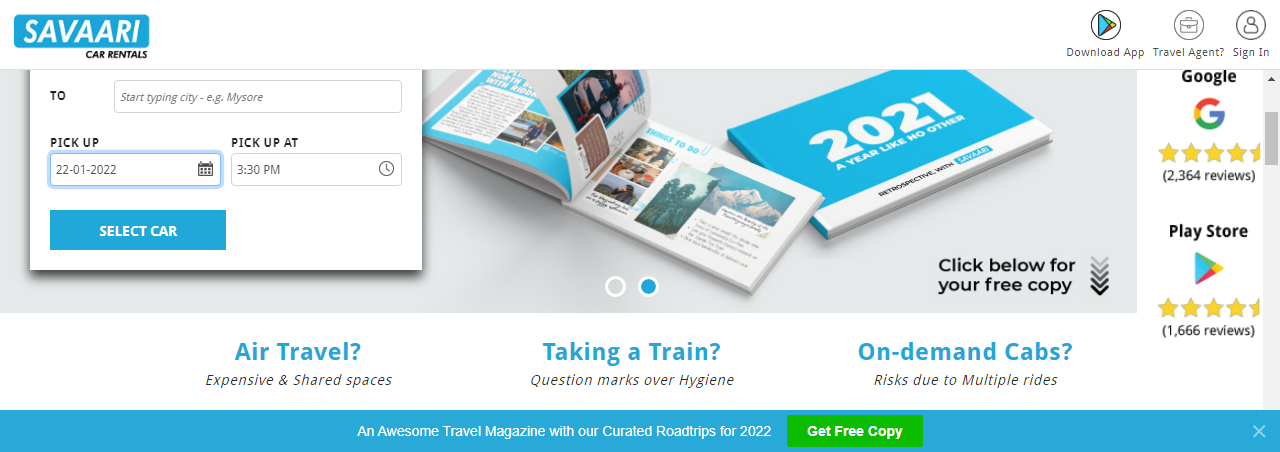 SAVAARI
CAR RENTALS
Download App
Travel Agent?
Sign In
TO
Start typing city - e.g. Mysore
PICK UP
PICK UP AT
22-01-2022
3:30 PM
SELECT CAR
NORTH
WITH
THINGS TO DO
2021
A YEAR LIKE NO OTHER
RETROSPECTIVE, WITH SAVAARI
Click below for
your free copy
Google
(2,364 reviews)
Play Store
(1,666 reviews)
Air Travel?
Expensive & Shared spaces
Taking a Train?
Question marks over Hygiene
On-demand Cabs?
Risks due to Multiple rides
An Awesome Travel Magazine with our Curated Roadtrips for 2022
Get Free Copy